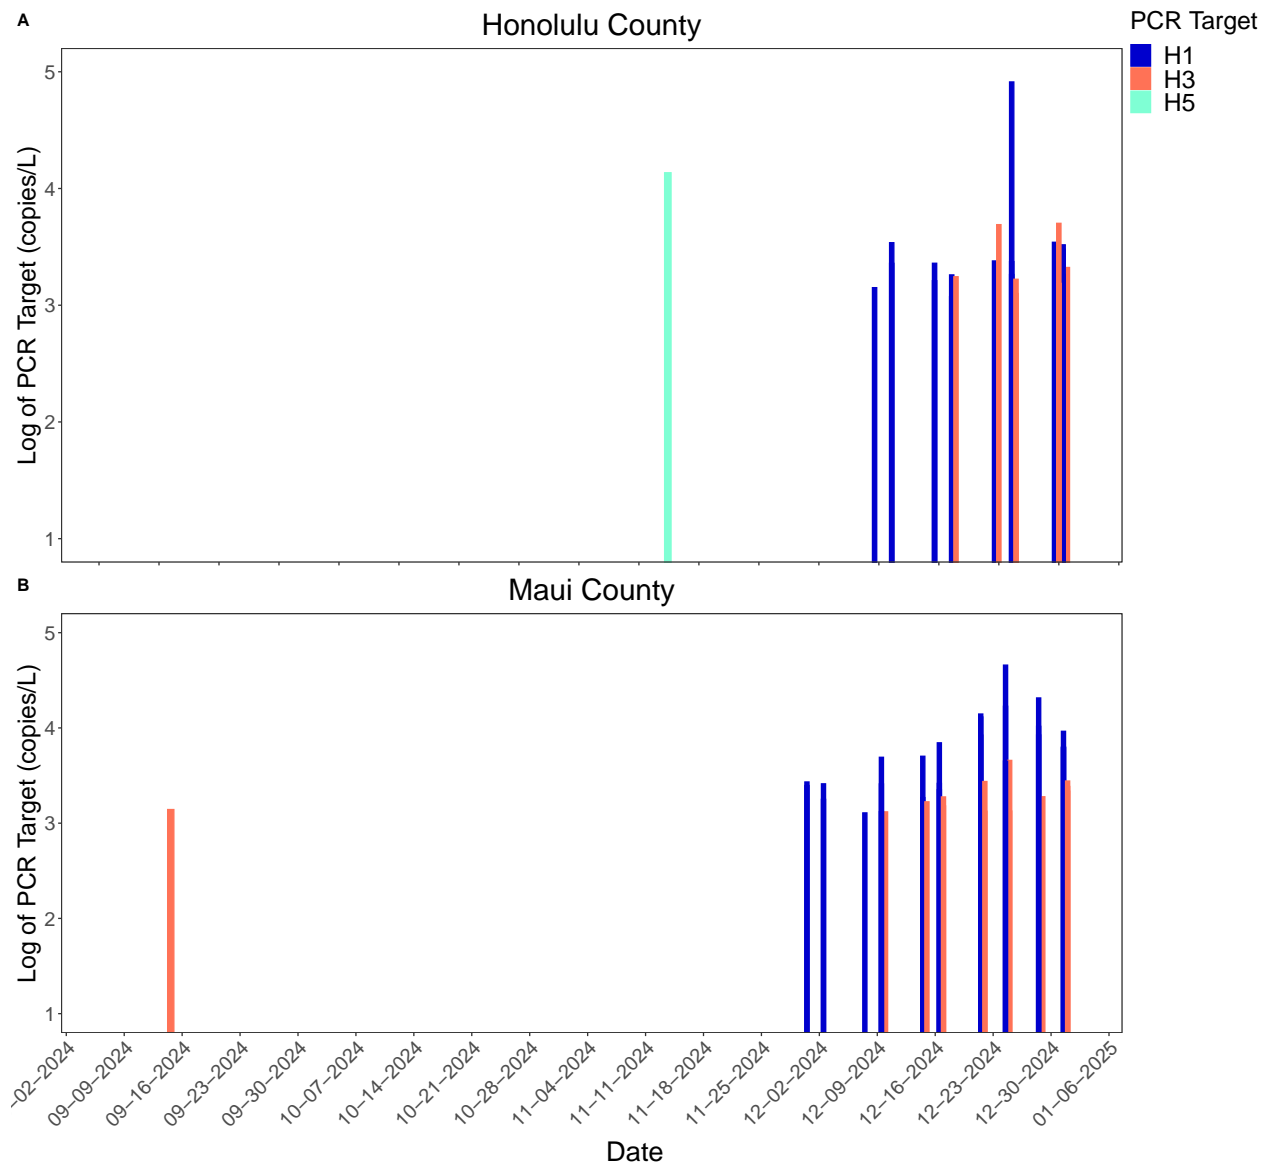 A
Honolulu County
PCR Target
H1
H3
H5
Log of PCR Target (copies/L)
5
4
3
2
1
B
Maui County
Log of PCR Target (copies/L)
5
4
3
2
1
−02−2024
09−09−2024
09−16−2024
09−23−2024
09−30−2024
10−07−2024
10−14−2024
10−21−2024
10−28−2024
11−04−2024
11−11−2024
11−18−2024
11−25−2024
12−02−2024
12−09−2024
12−16−2024
12−23−2024
12−30−2024
01−06−2025
Date